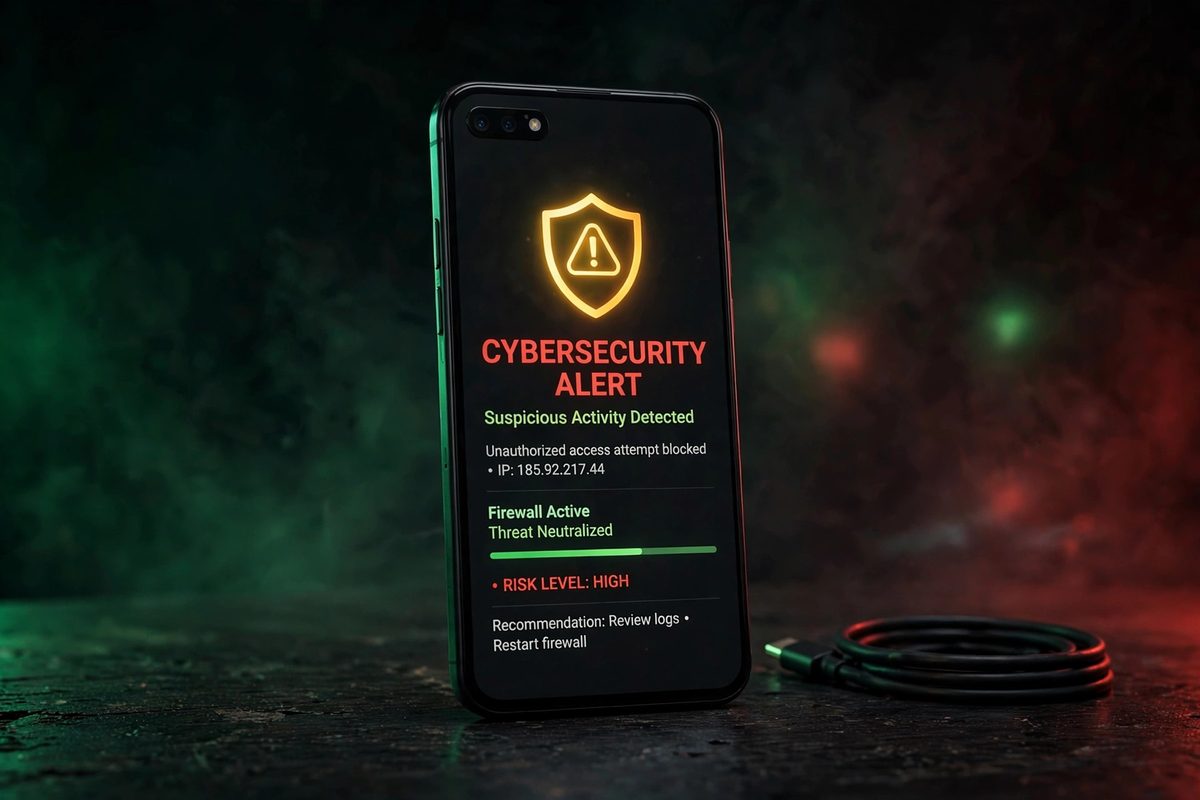 CYBERSECURITY
ALERT
Suspicious Activity Detected
Unauthorized access attempt blocked
• IP: 185.92.217.44
Firewall Active
Threat Neutralized
• RISK LEVEL: HIGH
Recommendation: Review logs •
Restart firewall